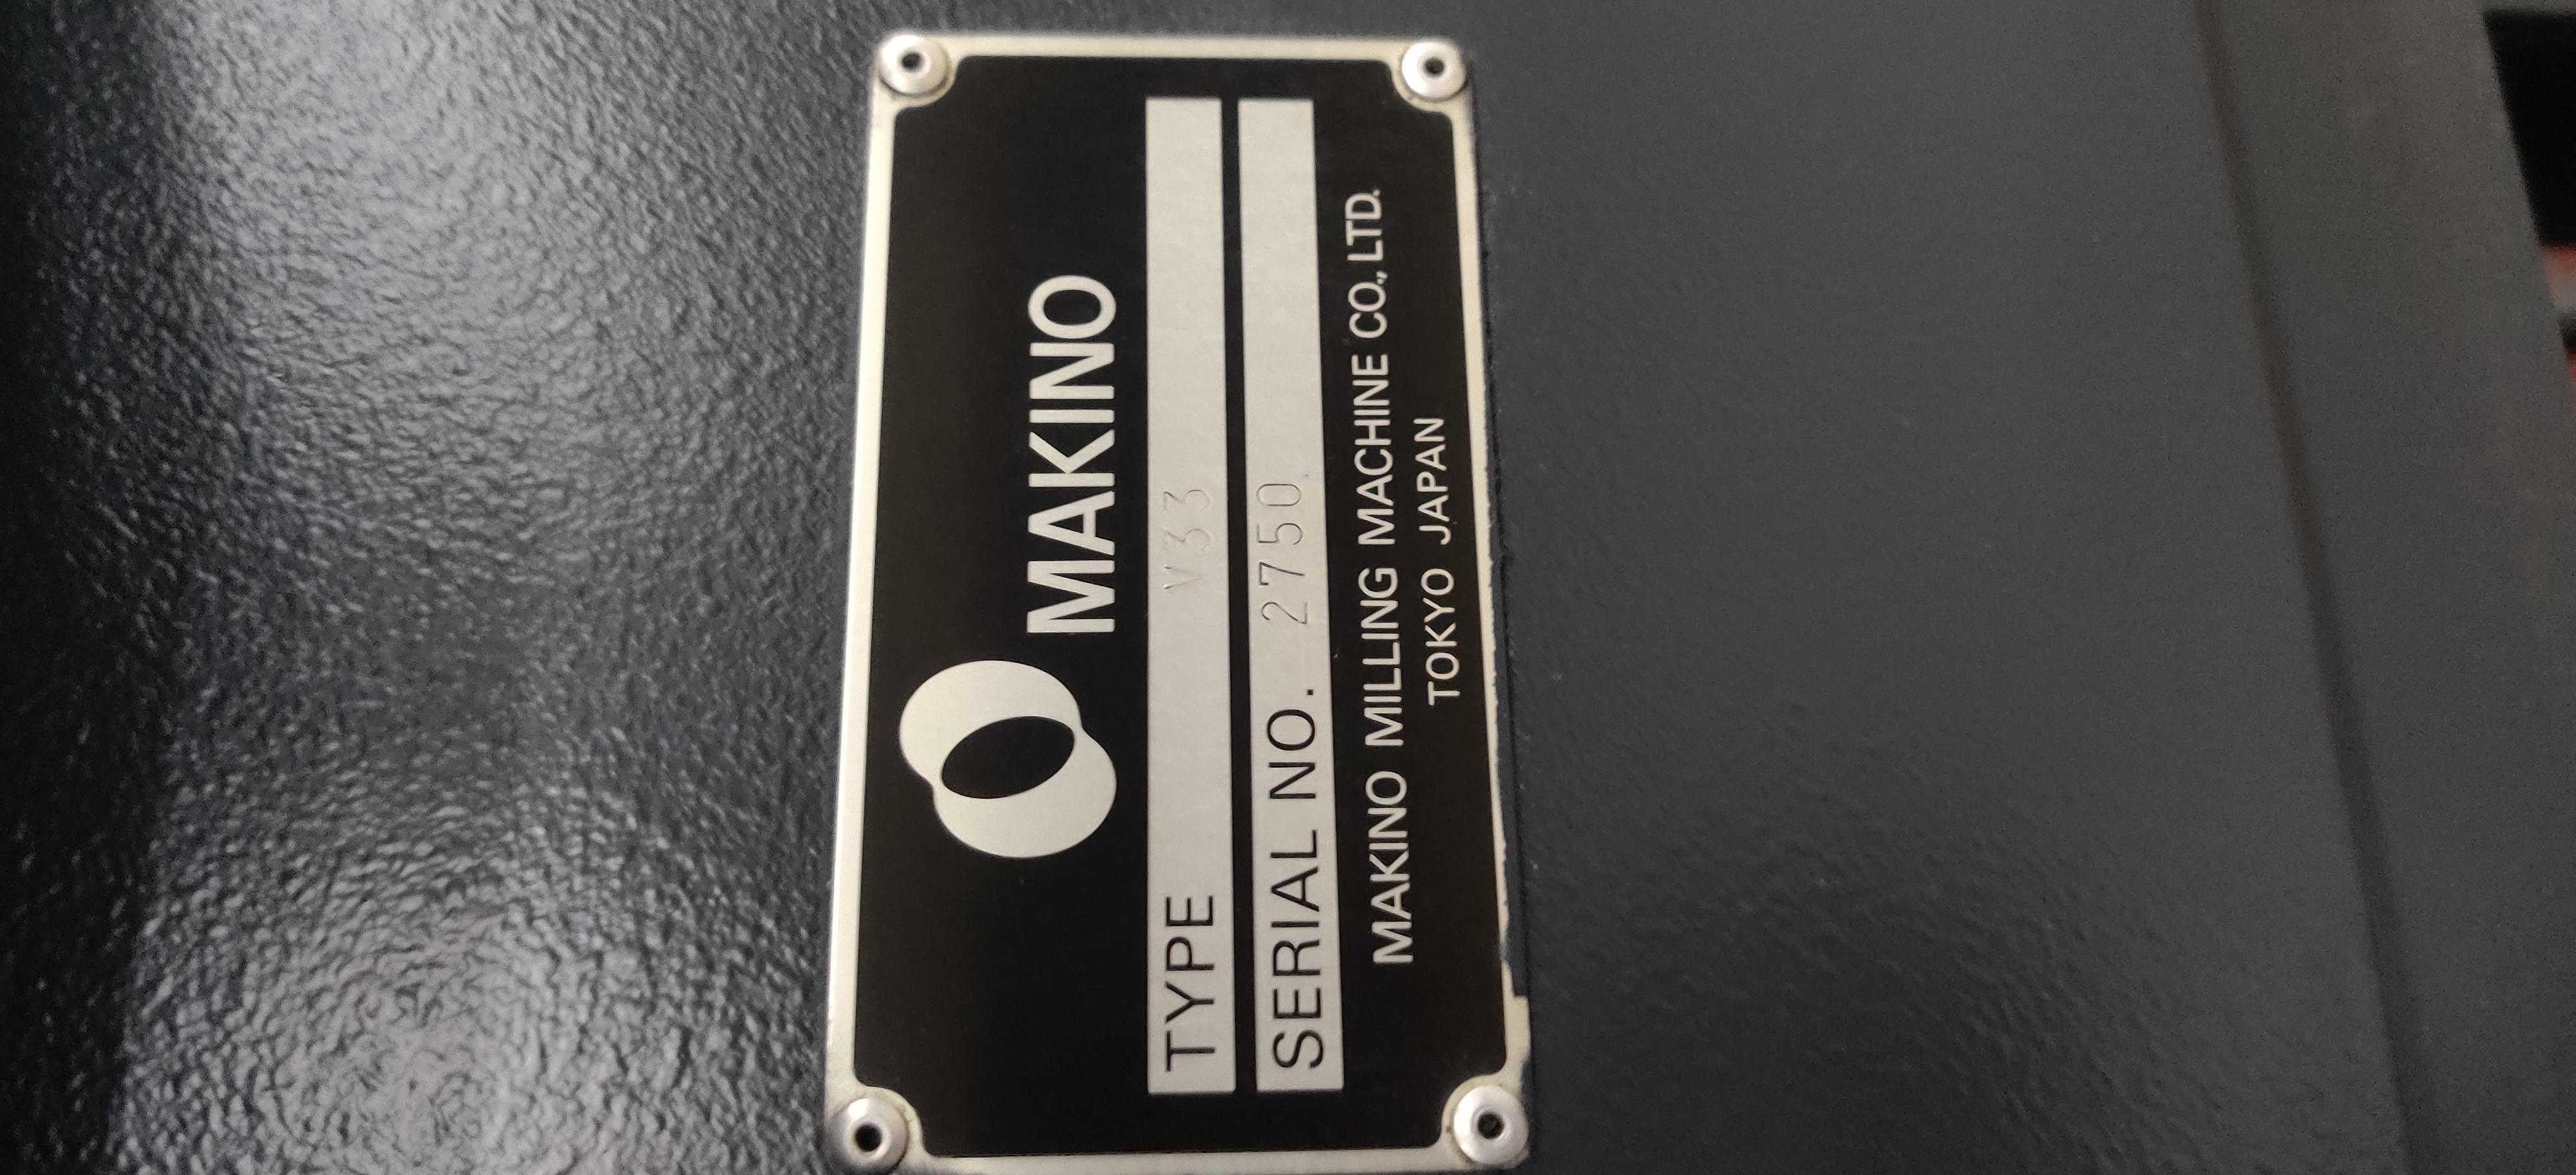 MAKINO
TYPE V33
SERIAL NO. 2750
MAKINO MILLING MACHINE CO., LTD.
TOKYO JAPAN